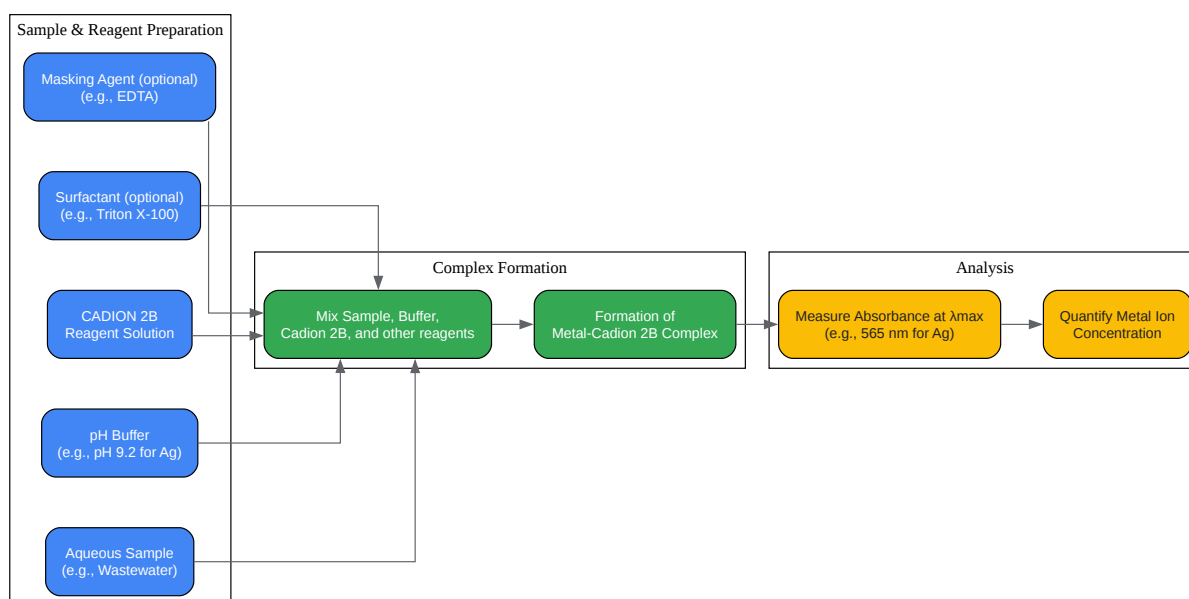 Sample & Reagent Preparation
Masking Agent (optional)
(e.g., EDTA)
Surfactant (optional)
(e.g., Triton X-100)
CADION 2B
Reagent Solution
pH Buffer
(e.g., pH 9.2 for Ag)
Aqueous Sample
(e.g., Wastewater)
Complex Formation
Mix Sample, Buffer,
Cadion 2B, and other reagents
Formation of
Metal-Cadion 2B Complex
Analysis
Measure Absorbance at λmax
(e.g., 565 nm for Ag)
Quantify Metal Ion
Concentration